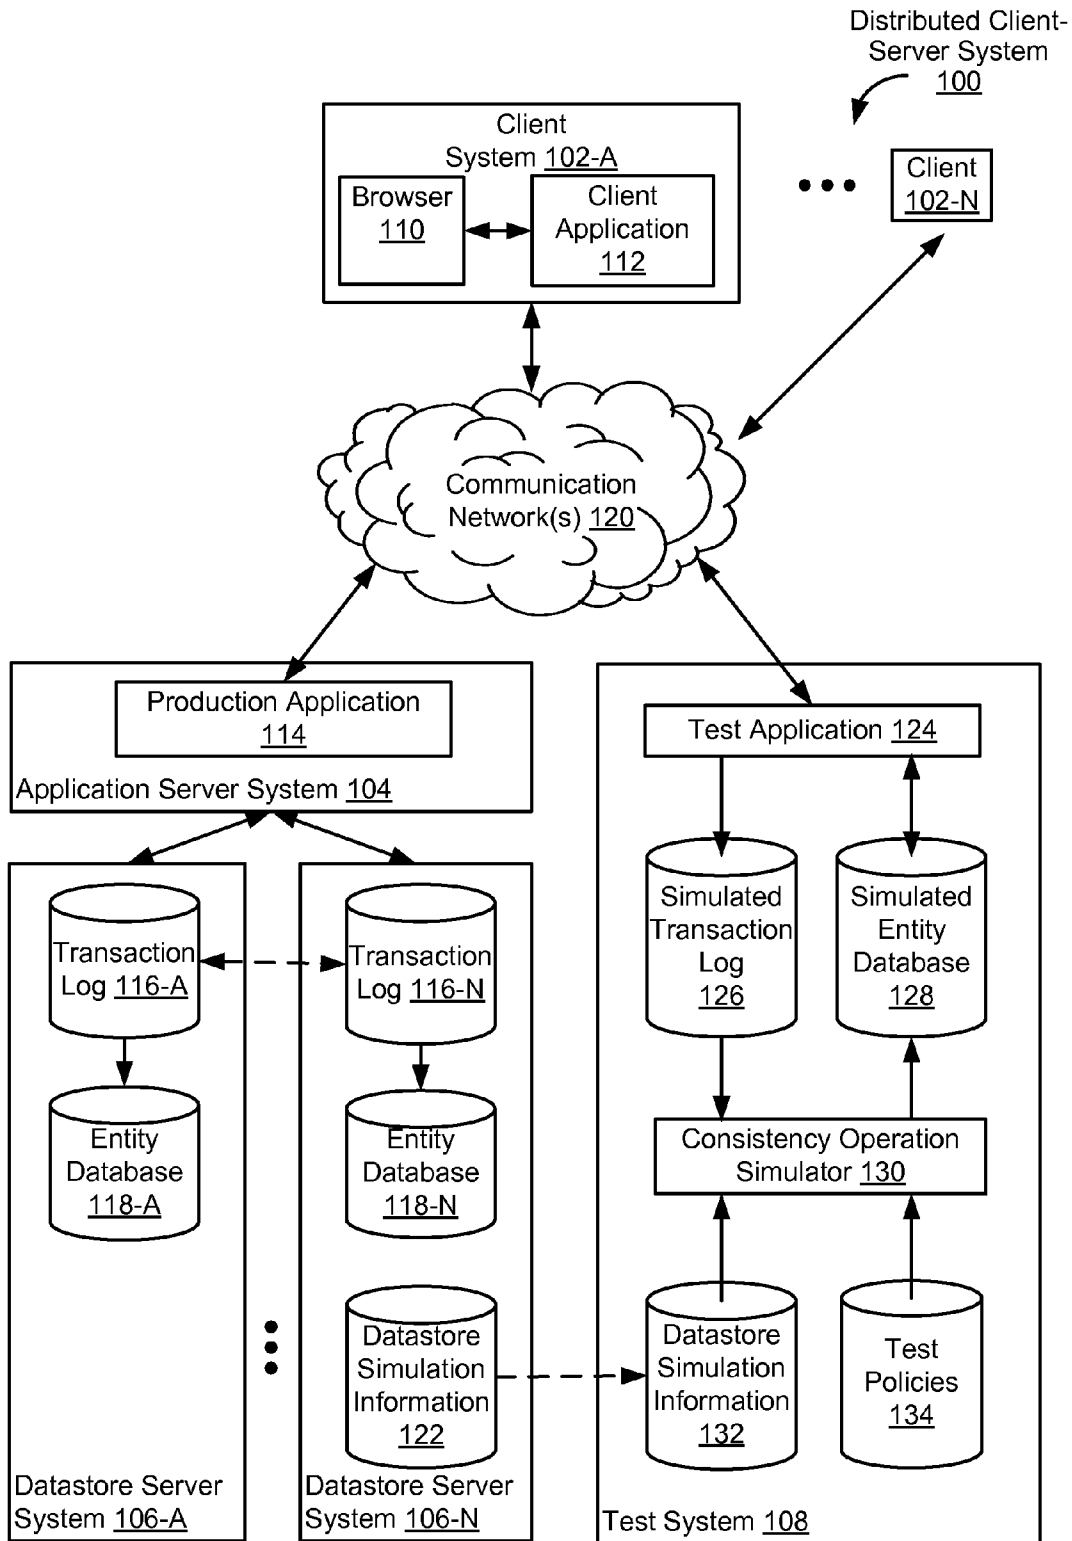 Distributed Client-
Server System
100
Client
System 102-A
Browser
110
Client
Application
112
Client
102-N
Communication
Network(s) 120
Production Application
114
Application Server System 104
Test Application 124
Transaction
Log 116-A
Transaction
Log 116-N
Simulated
Transaction
Log
126
Simulated
Entity
Database
128
Entity
Database
118-A
Entity
Database
118-N
Consistency Operation
Simulator 130
Datastore
Simulation
Information
122
Datastore
Simulation
Information
132
Test
Policies
134
Datastore Server
System 106-A
Datastore Server
System 106-N
Test System 108